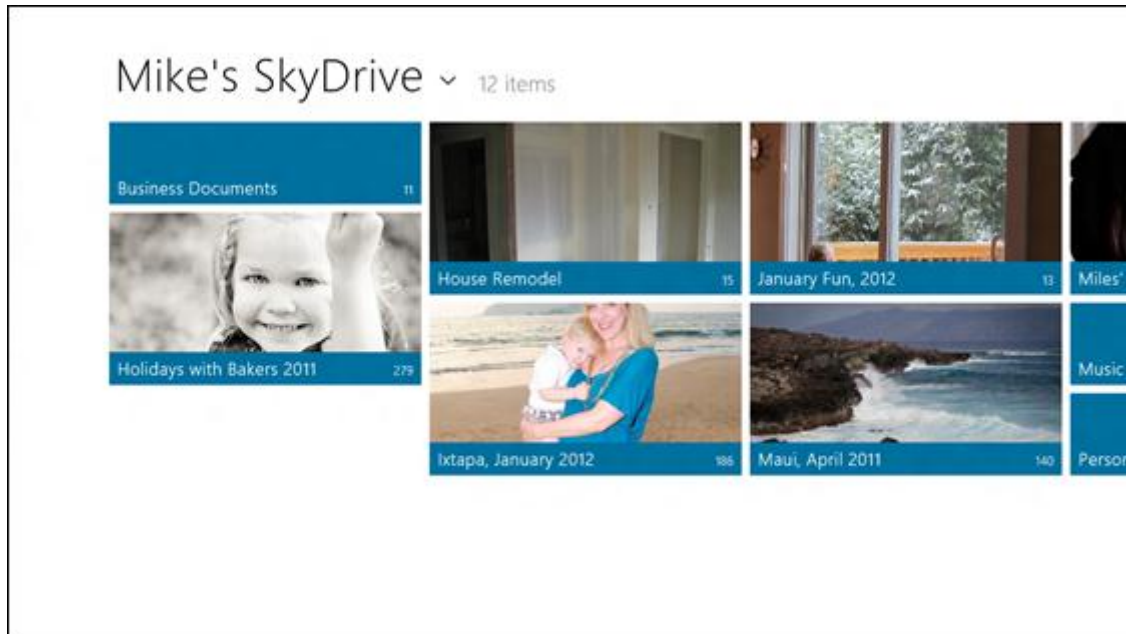 Mike's SkyDrive 12 items
Business Documents 11
Holidays with Bakers 2011 279
House Remodel 15
Ixtapa, January 2012 186
January Fun, 2012 13
Maui, April 2011 140
Miles'
Music
Person